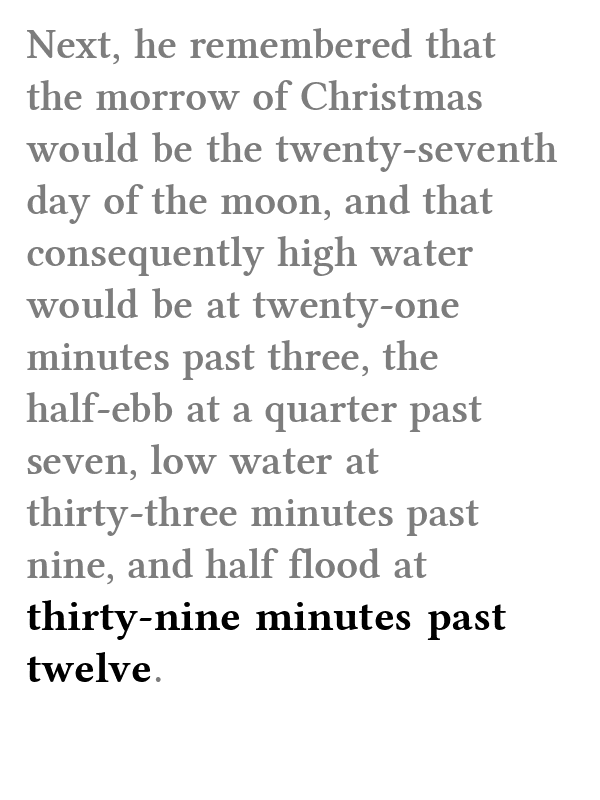 Next, he remembered that
the morrow of Christmas
would be the twenty-seventh
day of the moon, and that
consequently high water
would be at twenty-one
minutes past three, the
half-ebb at a quarter past
seven, low water at
thirty-three minutes past
nine, and half flood at
thirty-nine minutes past
twelve.